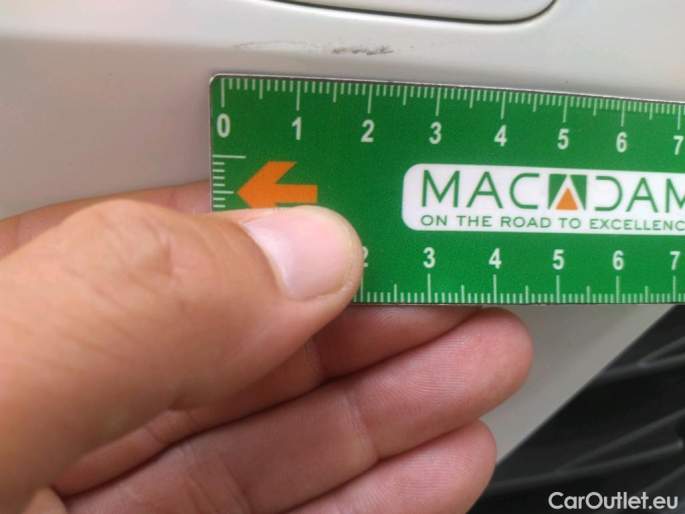 0 1 2 3 4 5 6 7
MACADAM
ON THE ROAD TO EXCELLENCE
2 3 4 5 6 7
CarOutlet.eu